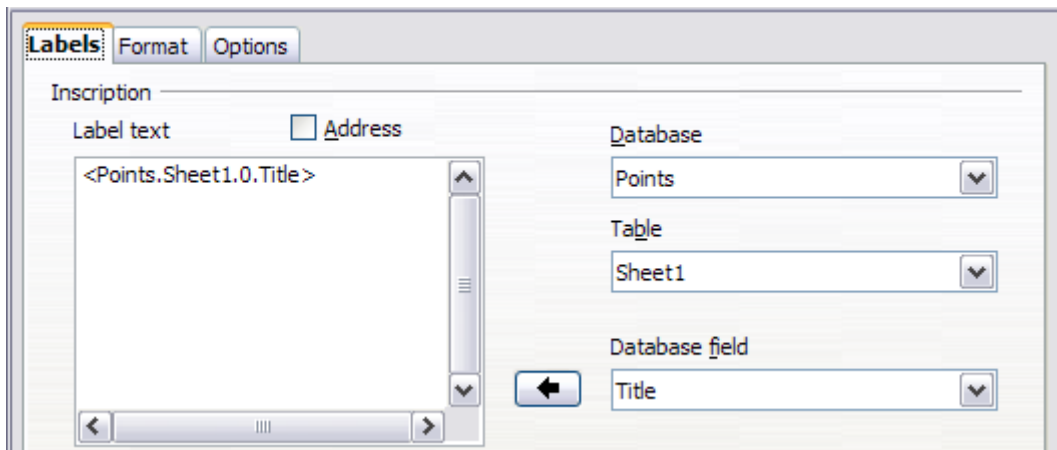 Labels Format Options
Inscription
Label text Address
<Points.Sheet1.0.Title>
Database
Points
Table
Sheet1
Database field
Title